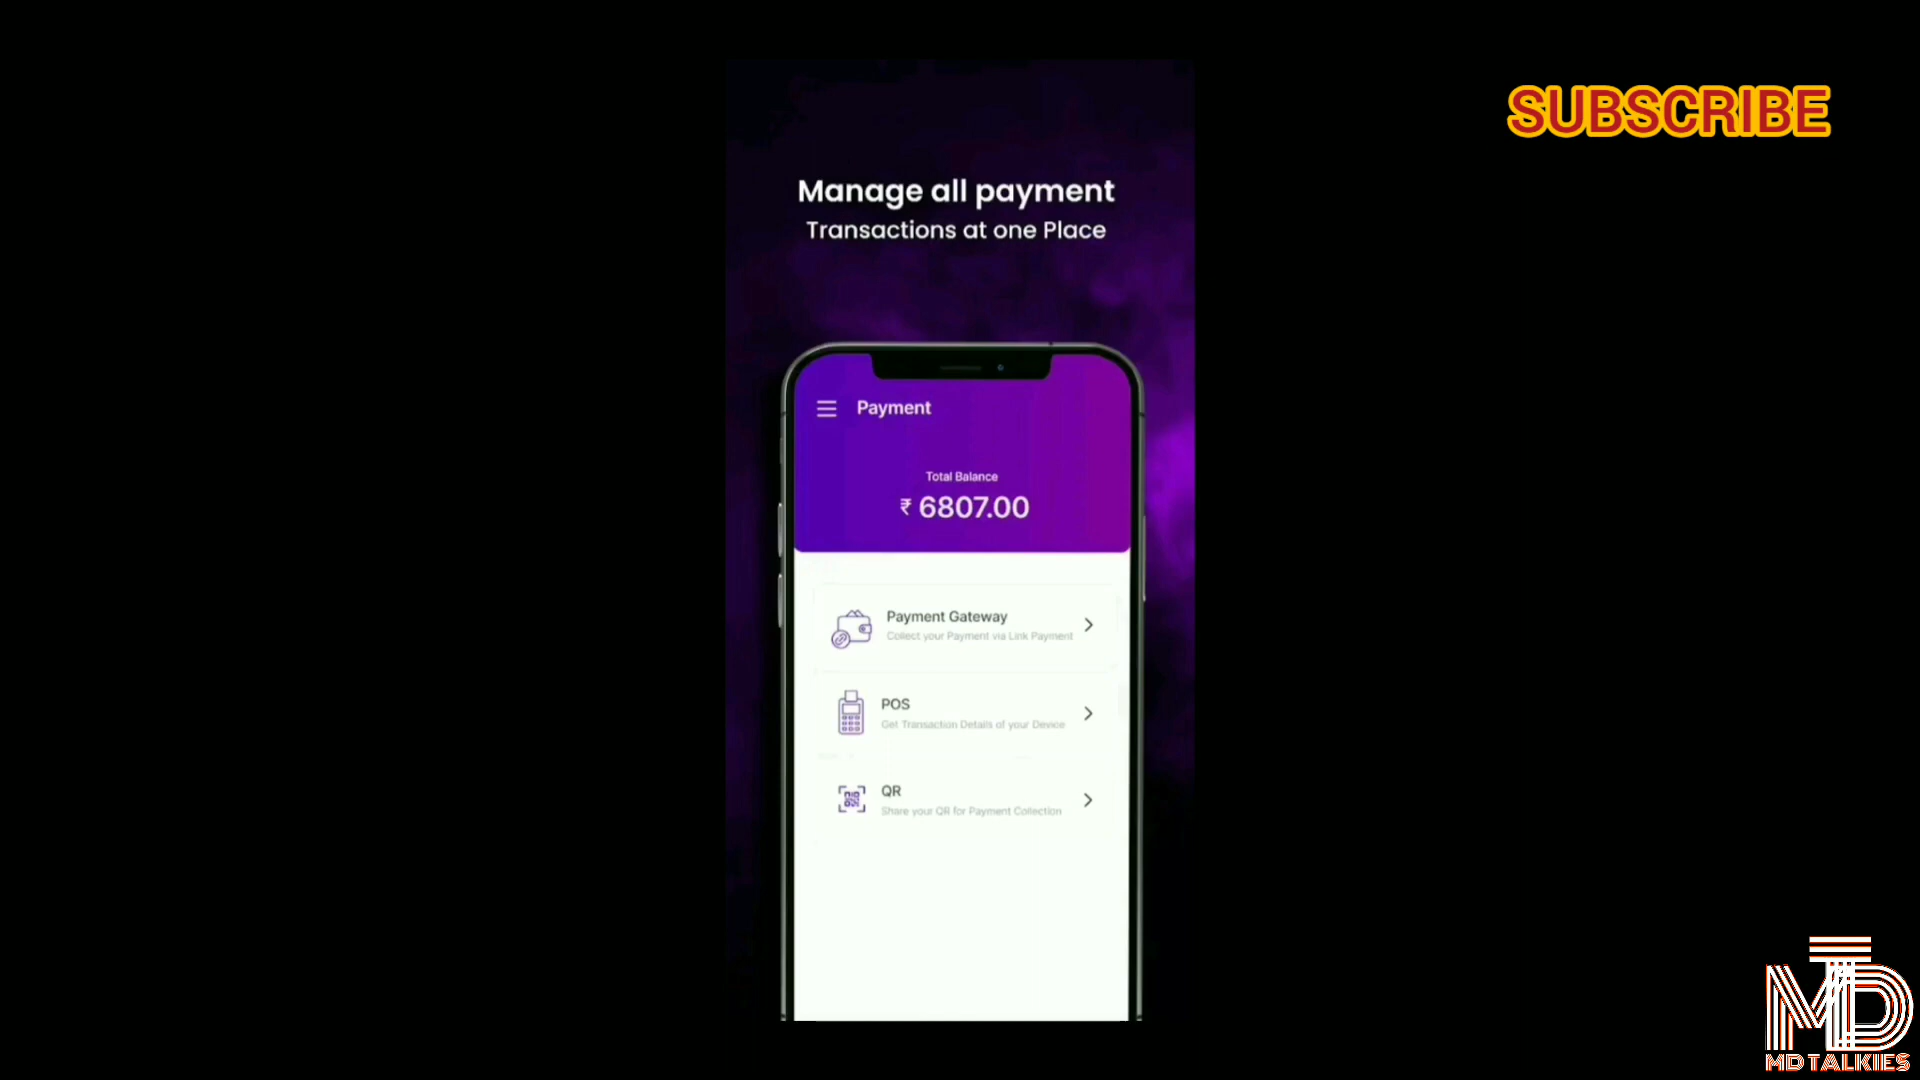 SUBSCRIBE
Manage all payment
Transactions at one Place
Payment
Total Balance
₹ 6807.00
Payment Gateway
Collect your Payment via Link Payment
POS
Get Transaction Details of your Device
QR
Share your QR for Payment Collection
MTD
MD TALKIES